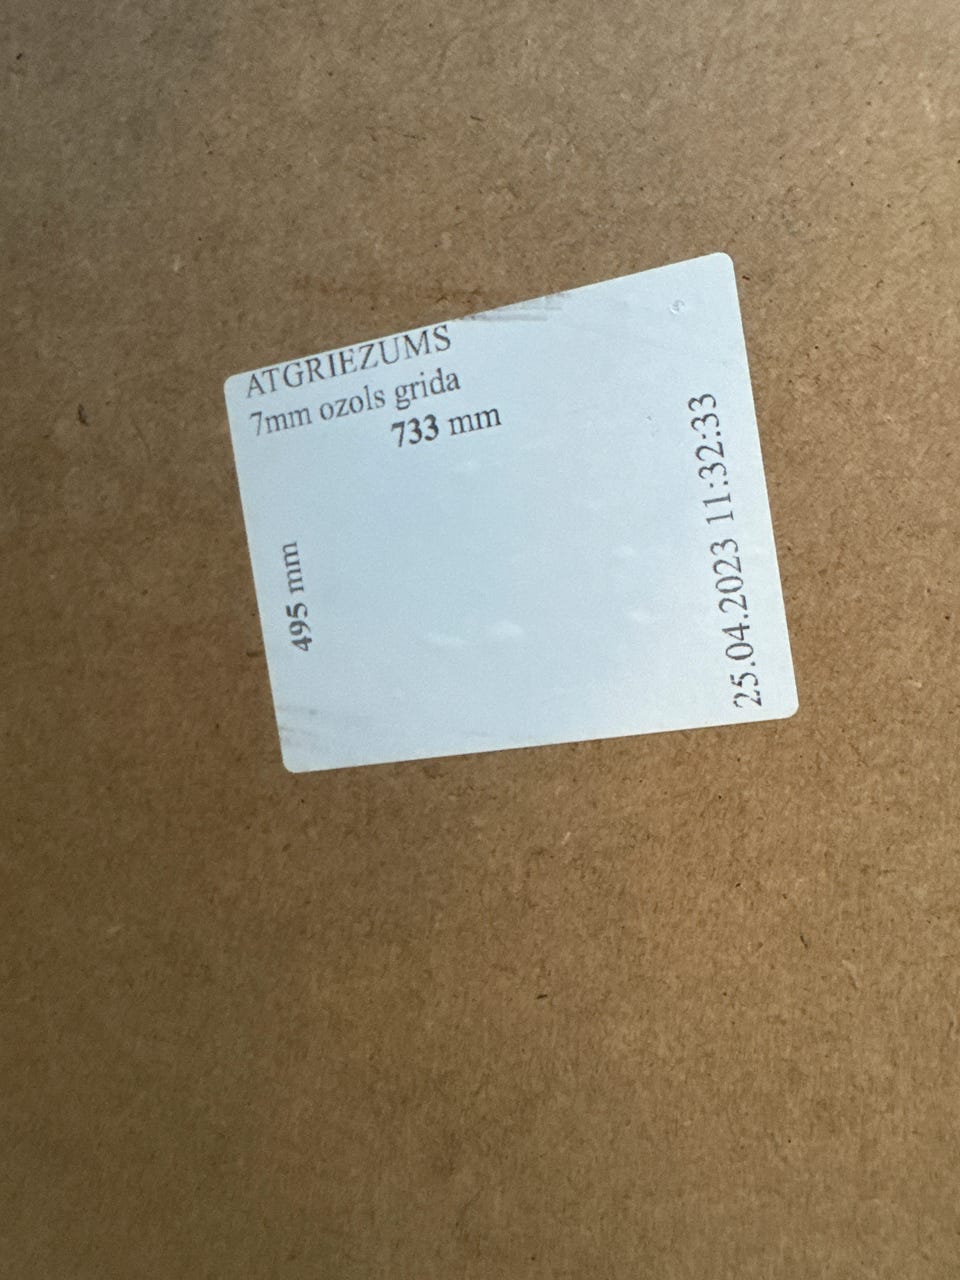 ATGRIEZUMS
7mm ozols grida
733 mm
495 mm
25.04.2023 11:32:33